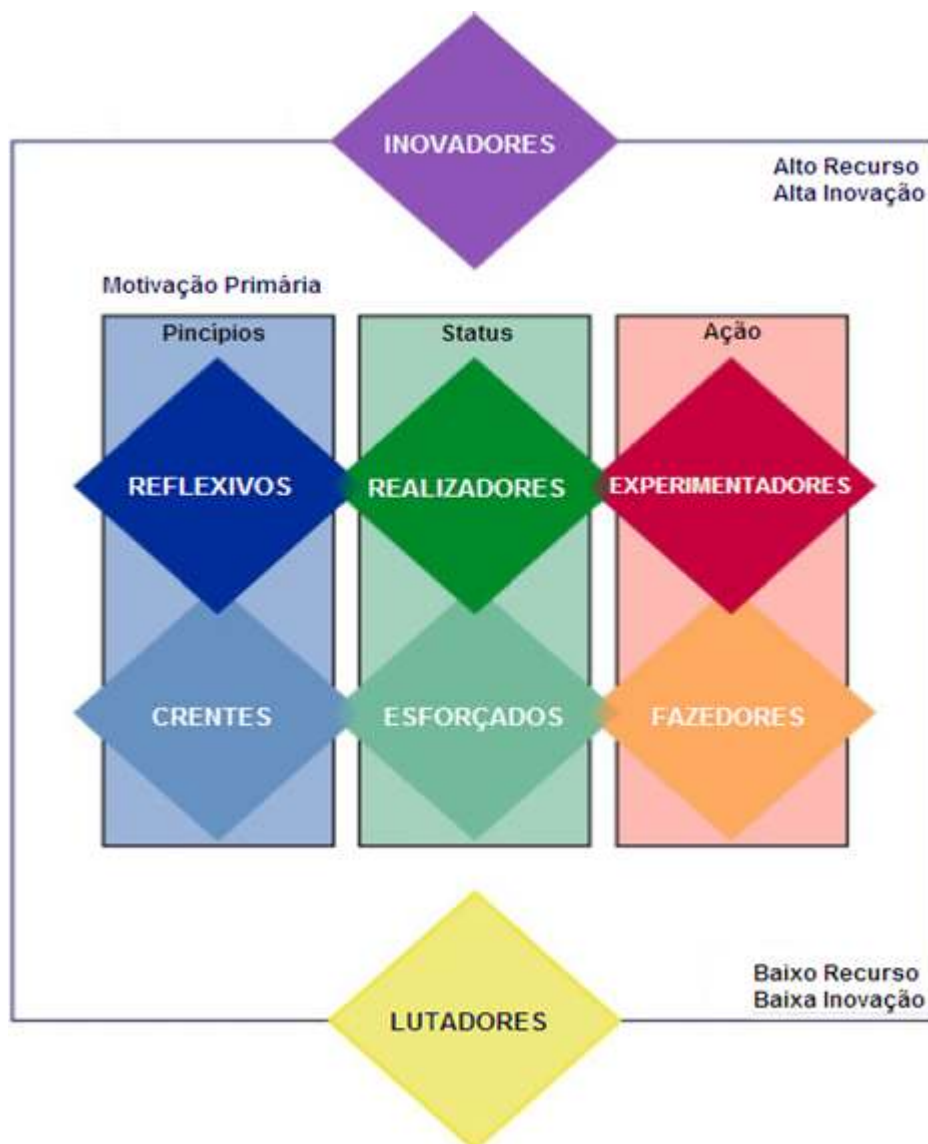 INOVADORES
Alto Recurso
Alta Inovação
Motivação Primária
Pincípios
Status
Ação
REFLEXIVOS
REALIZADORES
EXPERIMENTADORES
CRENTES
ESFORÇADOS
FAZEDORES
Baixo Recurso
Baixa Inovação
LUTADORES